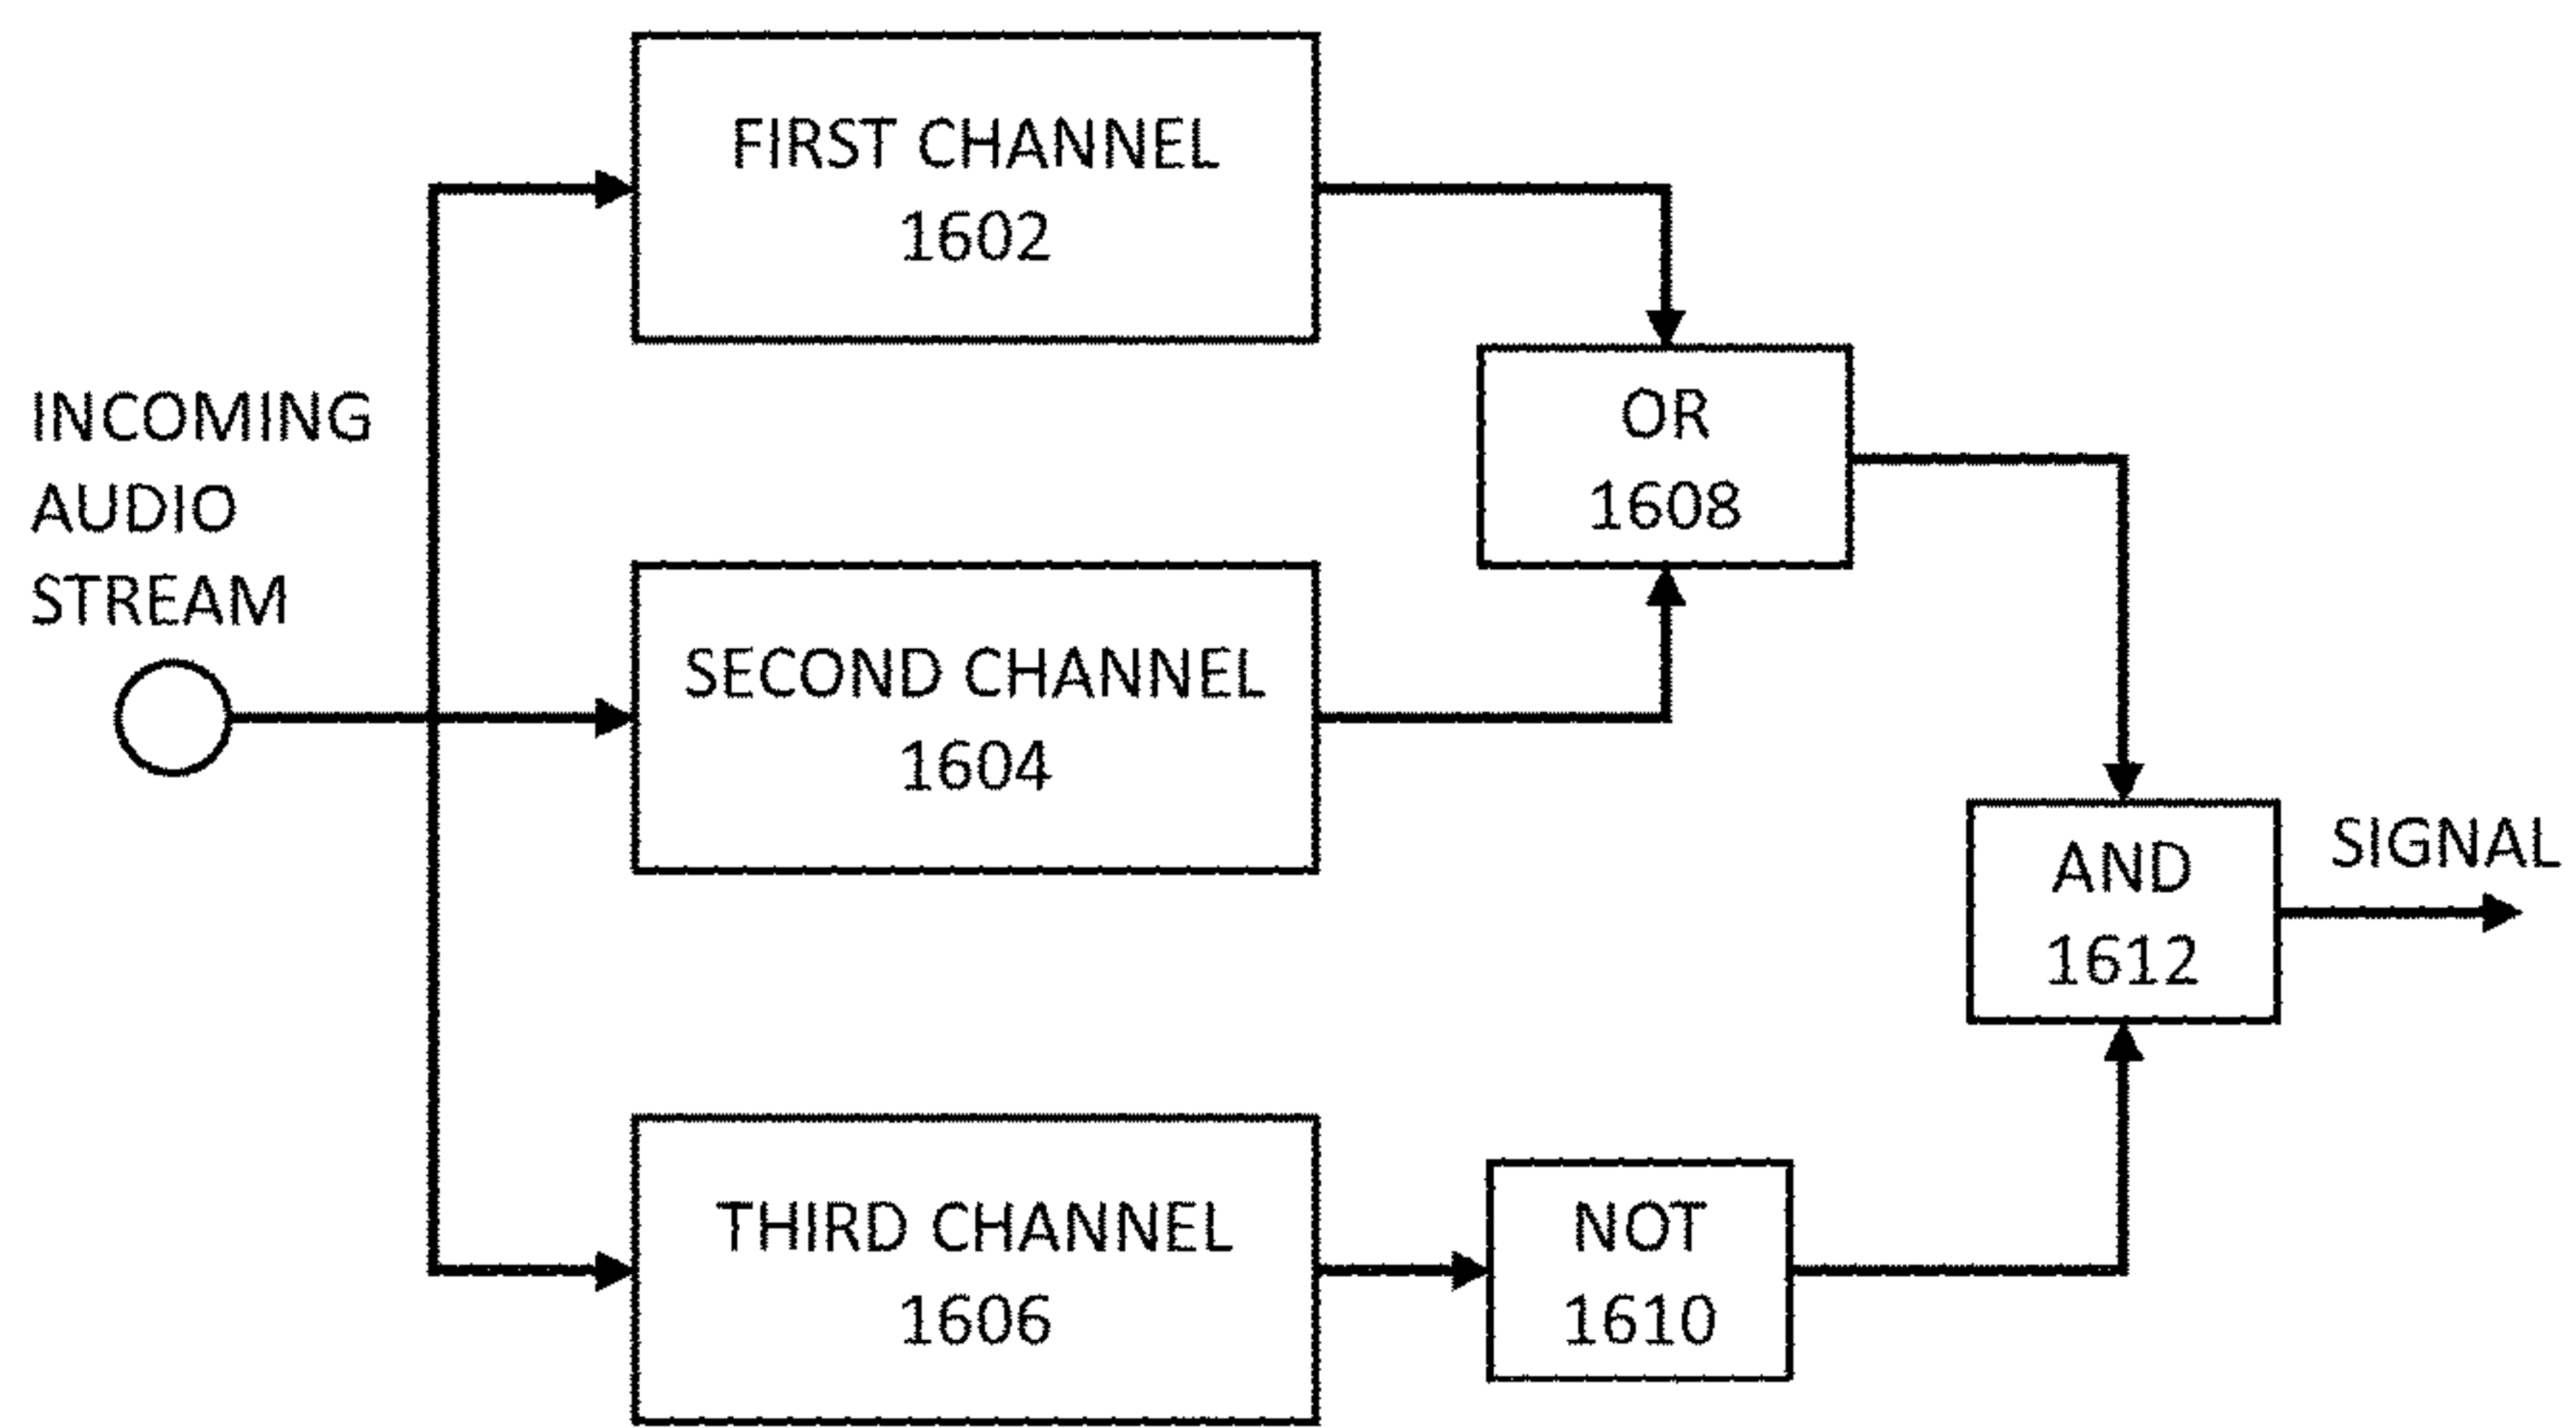 FIRST CHANNEL
1602
INCOMING
AUDIO
STREAM
OR
1608
SECOND CHANNEL
1604
AND
1612
SIGNAL
THIRD CHANNEL
1606
NOT
1610